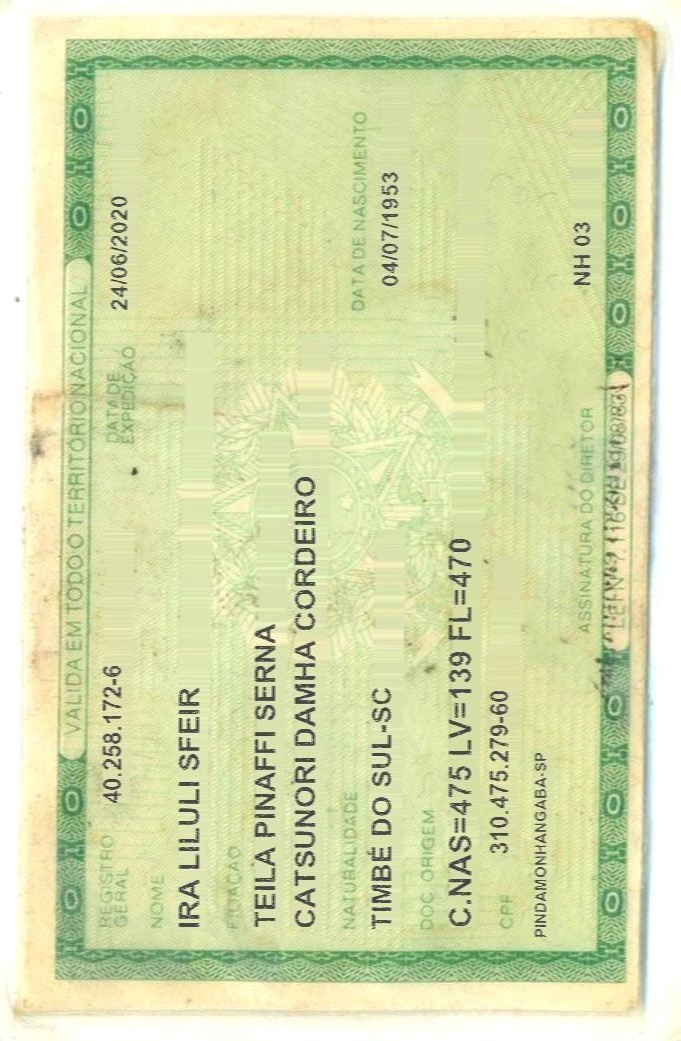 VÁLIDA EM TODO O TERRITÓRIO NACIONAL
REGISTRO GERAL 40.258.172-6 DATA DE EXPEDIÇÃO 24/06/2020
NOME
IRA LILULI SFEIR
FILIAÇÃO
TEILA PINAFFI SERNA
CATSUNORI DAMHA CORDEIRO
NATURALIDADE DATA DE NASCIMENTO
TIMBÉ DO SUL-SC 04/07/1953
DOC ORIGEM
C.NAS=475 LV=139 FL=470
CPF 310.475.279-60
PINDAMONHANGABA-SP
NH 03
ASSINATURA DO DIRETOR
LEI Nº 7.116 DE 29/08/83